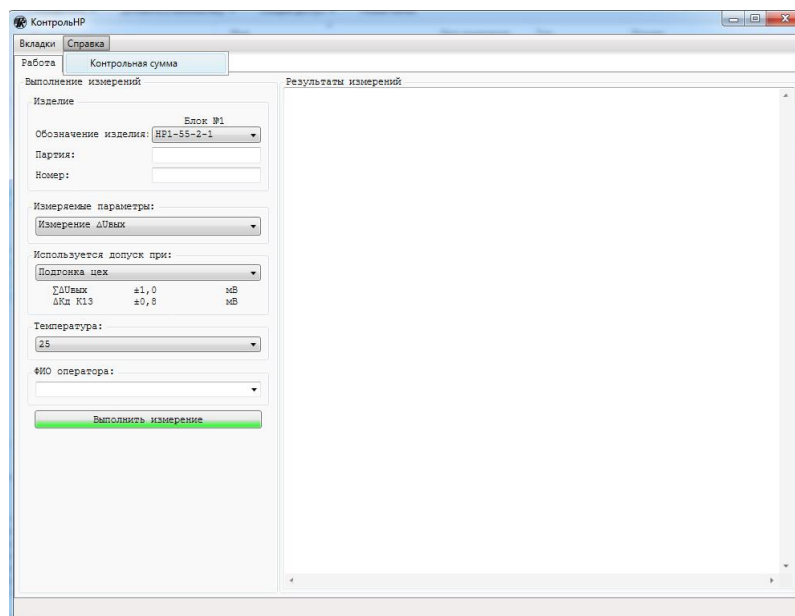 КонтрольНР
Вкладки Справка
Работа Контрольная сумма
Выполнение измерений
Изделие
Блок №1
Обозначение изделия: НР1-55-2-1
Партия:
Номер:
Измеряемые параметры:
Измерение ΔUвых
Используется допуск при:
Подгонка цех
∑ΔUвых ±1,0 мВ
ΔКд К13 ±0,8 мВ
Температура:
25
ФИО оператора:
Выполнить измерение
Результаты измерений